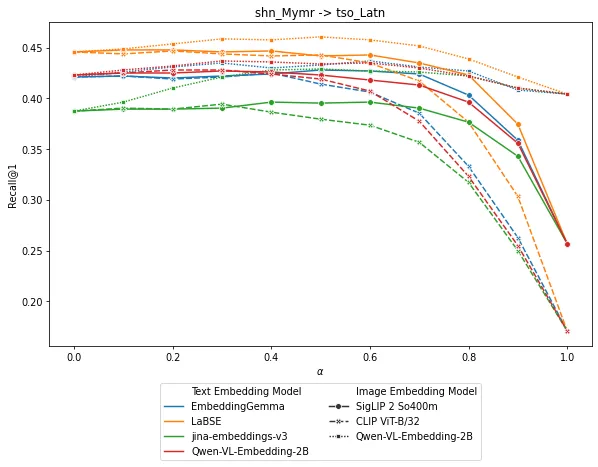 shn_Mymr -> tso_Latn
0.45
0.40
0.35
0.30
0.25
0.20
Recall@1
0.0 0.2 0.4 0.6 0.8 1.0
α
Text Embedding Model Image Embedding Model
EmbeddingGemma SigLIP 2 So400m
LaBSE CLIP ViT-B/32
jina-embeddings-v3 Qwen-VL-Embedding-2B
Qwen-VL-Embedding-2B